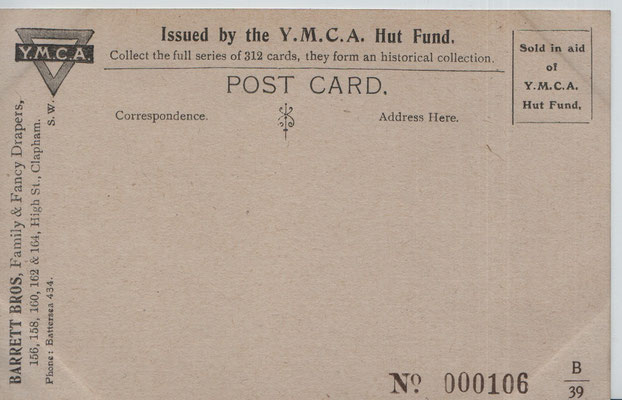 Y.M.C.A.
Issued by the Y.M.C.A. Hut Fund.
Collect the full series of 312 cards, they form an historical collection.
POST CARD.
Correspondence.
Address Here.
Sold in aid
of
Y.M.C.A.
Hut Fund.
BARRETT BROS, Family & Fancy Drapers,
156, 158, 160, 162 & 164, High St., Clapham.
S. W.
Phone: Battersea 434.
No. 000106
B
39